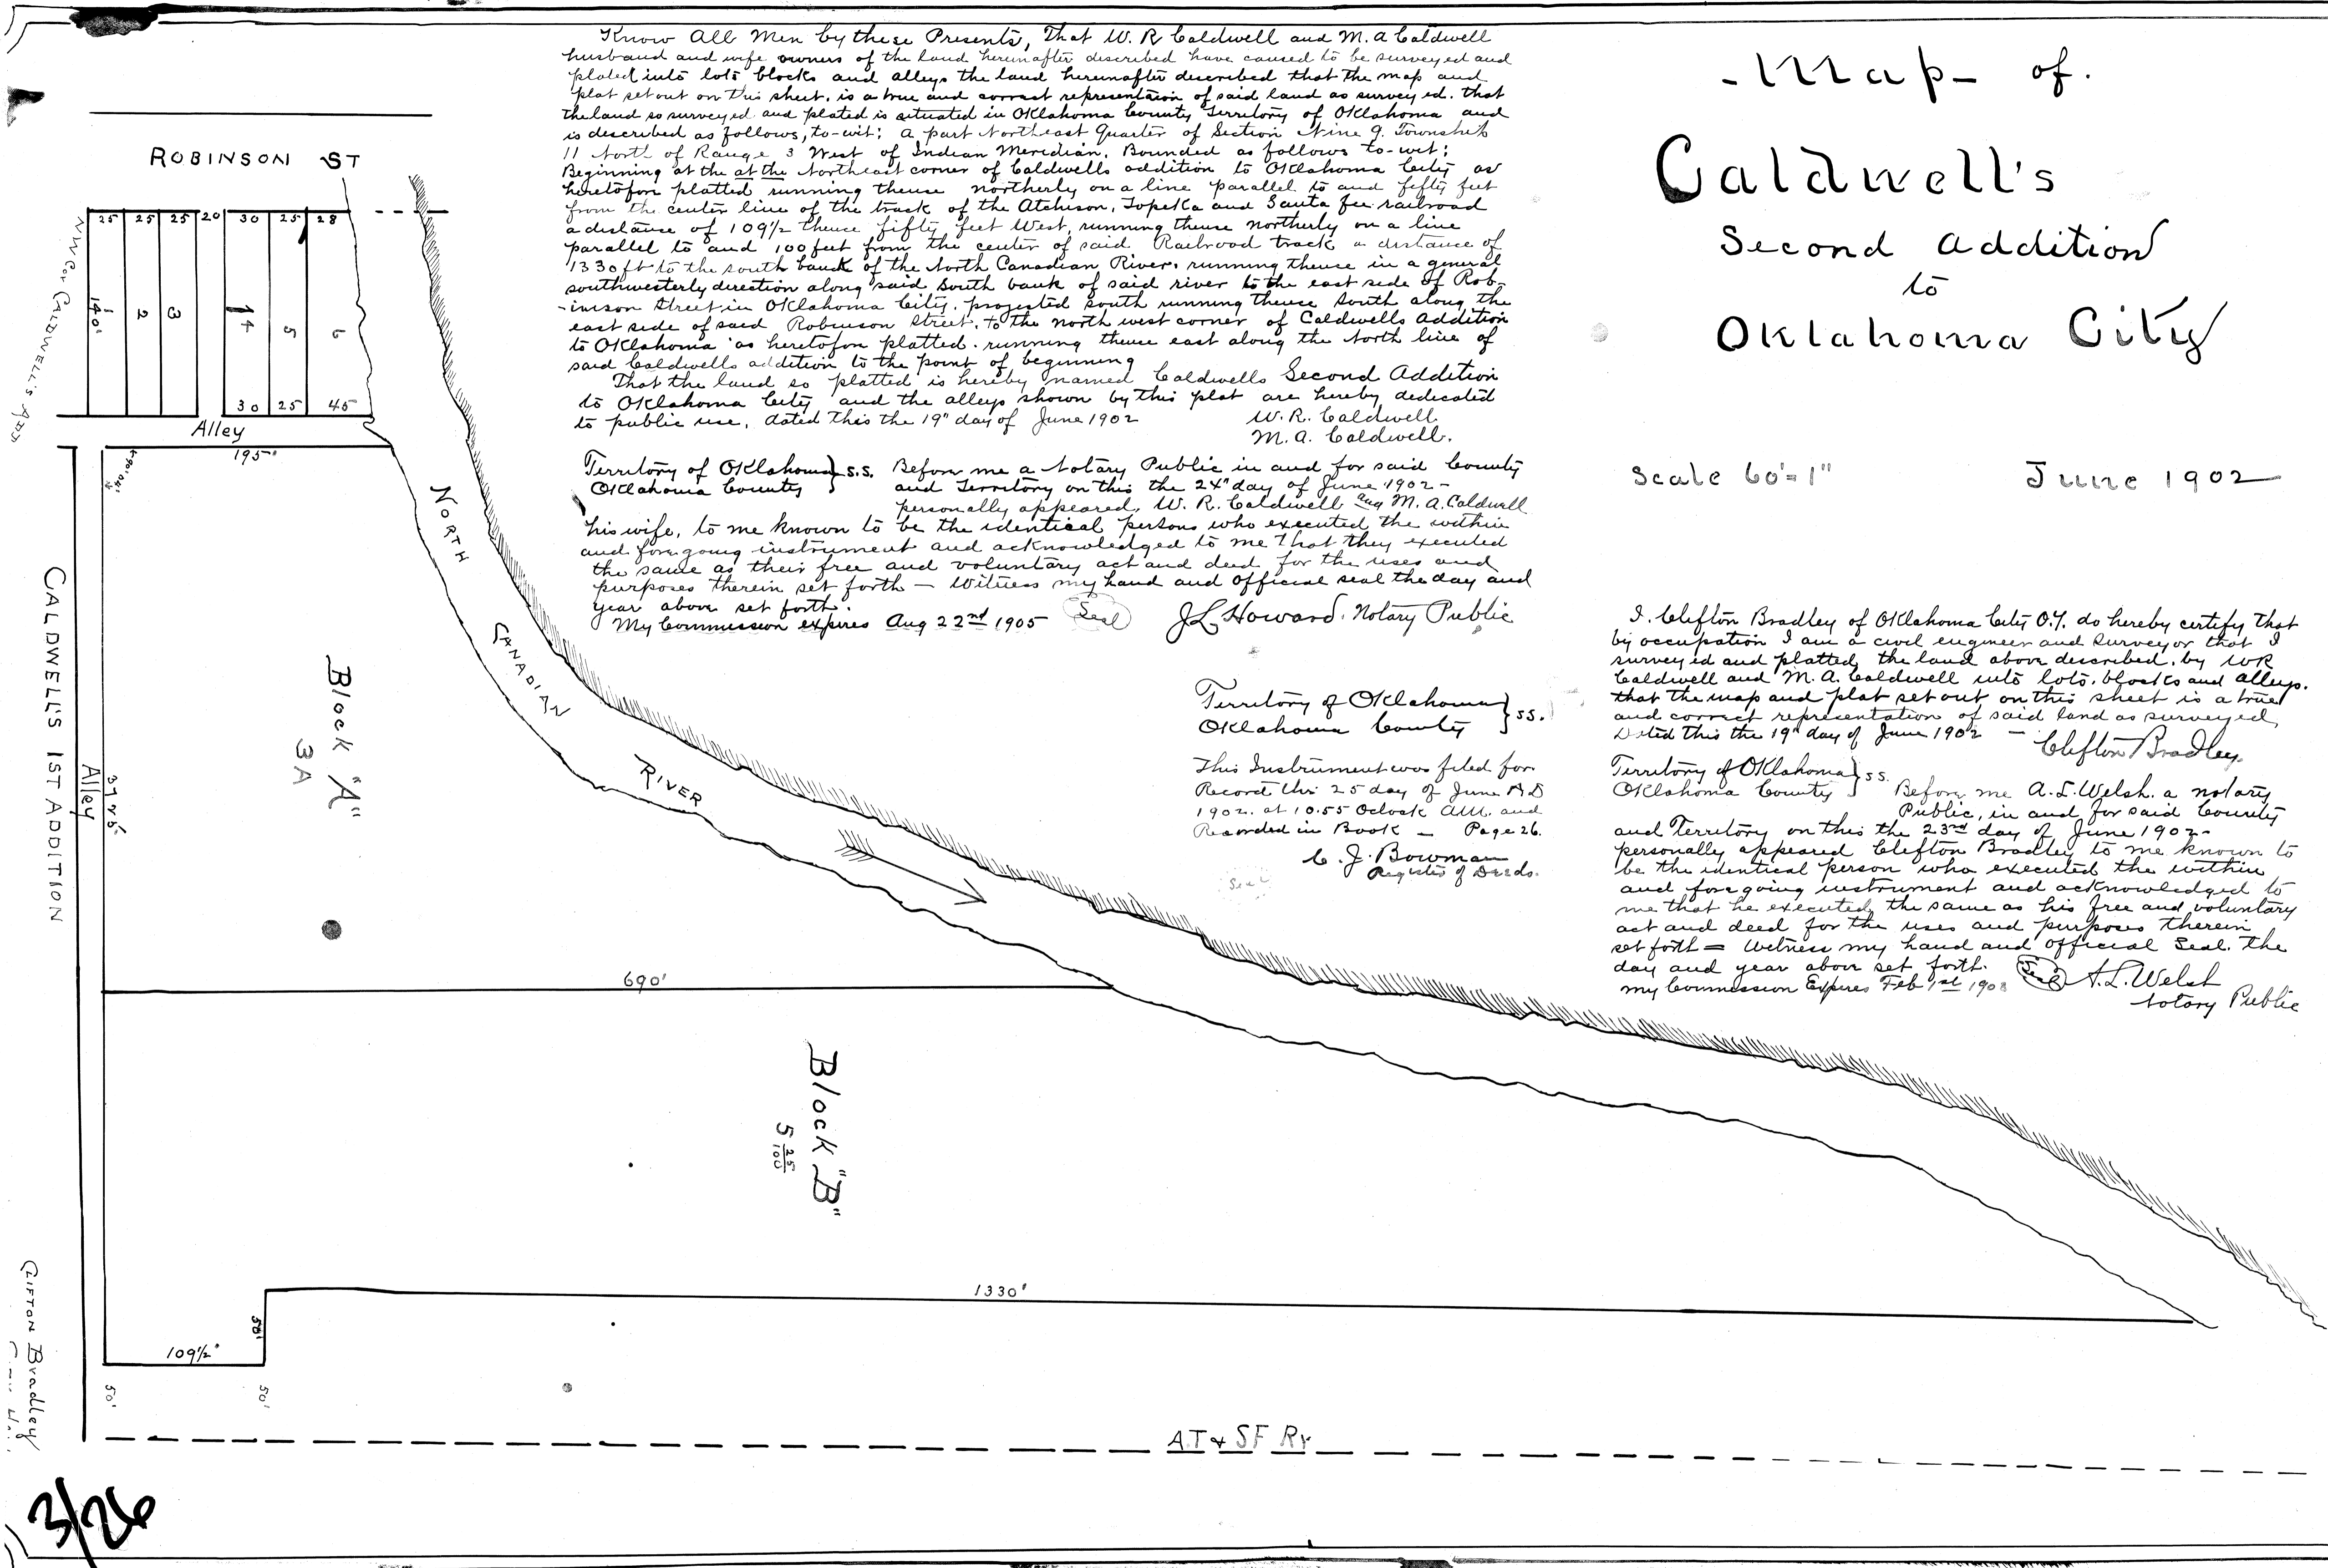 Know All Men by these Presents, That W. R Caldwell and M. A Caldwell
husband and wife owners of the land hereinafter described have caused to be surveyed and
plated into lots blocks and alleys the land hereinafter described that the map and
plat set out on this sheet, is a true and correct representaion of said land as surveyed. that
the land so surveyed and plated is situated in Oklahoma County Territory of Oklahoma and
is described as follows, to-wit; a part Northeast Quarter of Section Nine 9. Township
11 North of Range 3 West of Indian Meridian. Bounded as follows to-wit;
Beginning at the at the Northeast corner of Caldwells addition to Oklahoma City as
heretofore platted running thense northerly on a line parallel to and fifty feet
from the center line of the track of the Atchison, Topeka and Santa fee railroad
a distance of 109½ thence fifty feet West, running thense northerly on a line
parallel to and 100 feet from the center of said Railroad track a distance of
1330 ft to the south bank of the North Canadian River. running thence in a general
southwesterly direction along said South bank of said river to the east side of Rob-
-inson Street in Oklahoma City. projected south running thence South along the
east side of said Robinson Street. to the north west corner of Caldwells Addition
to Oklahoma as heretofore platted. running thence east along the North line of
said Caldwells addition to the point of beginning
That the land so platted is hereby named Caldwells Second Addition
to Oklahoma City and the alleys shown by this plat are hereby dedicated
to public use, dated this the 19" day of June 1902
W. R. Caldwell
M. A. Caldwell.
Territory of Oklahoma } s.s. Before me a Notary Public in and for said County
Oklahoma County } and Territory on this the 24" day of June 1902-
personally appeared, W. R. Caldwell and M. A. Caldwell
his wife, to me known to be the identical persons who executed the within
and foregoing instrument and acknowledged to me that they executed
the same as their free and voluntary act and deed for the uses and
purposes therein set forth — Witness my hand and official seal the day and
year above set forth.
My Commission expires Aug 22nd 1905 Seal J. L. Howard. Notary Public
Territory of Oklahoma } ss.
Oklahoma County }
This Instrument was filed for
Record this 25 day of June A D
1902. at 10.55 Oclock AM. and
Recorded in Book — Page 26.
C. J. Bowman
Register of Deeds.
Seal
- Map - of.
Caldwell's
Second Addition
to
Oklahoma City
Scale 60'=1" June 1902
I. Clifton Bradley of Oklahoma City O.T. do hereby certify that
by occupation I am a civil engineer and surveyor that I
surveyed and platted the land above described, by WR
Caldwell and M. A. Caldwell into lots, blocks and alleys.
that the map and plat set out on this sheet is a true
and correct representation of said land as surveyed,
Dated this the 19" day of June 1902 —
Clifton Bradley.
Territory of Oklahoma } ss.
Oklahoma County } Before me A. L. Welsh. a notary
Public, in and for said County
and Territory on this the 23rd day of June 1902-
personally appeared Clifton Bradley to me known to
be the identical person who executed the within
and foregoing instrument and acknowledged to
me that he executed the same as his free and voluntary
act and deed for the uses and purposes therein
set forth = Witness my hand and official Seal. the
day and year above set forth.
My Commission Expires Feb 1st 190 Seal A. L. Welsh
Notary Public
ROBINSON ST
25 25 25 20 30 25 28
NW Cor CALDWELL'S ADD
1 2 3 4 5 6
140'
30 25 45
Alley
195'
NORTH
CANADIAN
RIVER
CALDWELL'S 1ST ADDITION
Alley
Block "A"
3A
690'
Block "B"
5 25/100
1330'
50'
109½'
50' 50'
A.T & SF Ry
CLIFTON Bradley
3/26